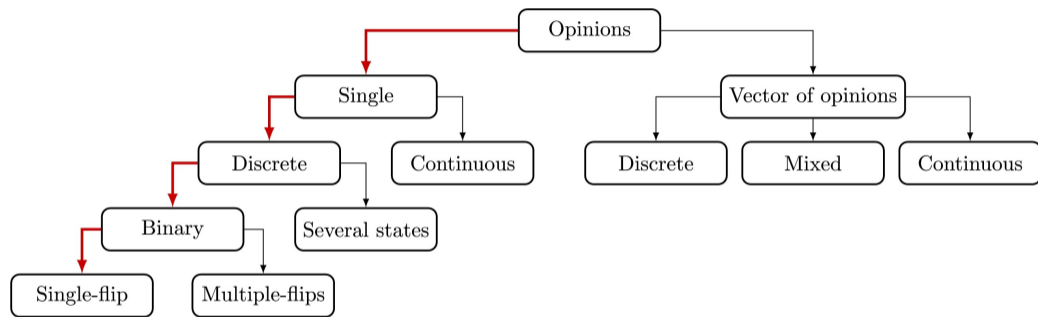 Opinions
Single
Vector of opinions
Discrete
Continuous
Discrete
Mixed
Continuous
Binary
Several states
Single-flip
Multiple-flips